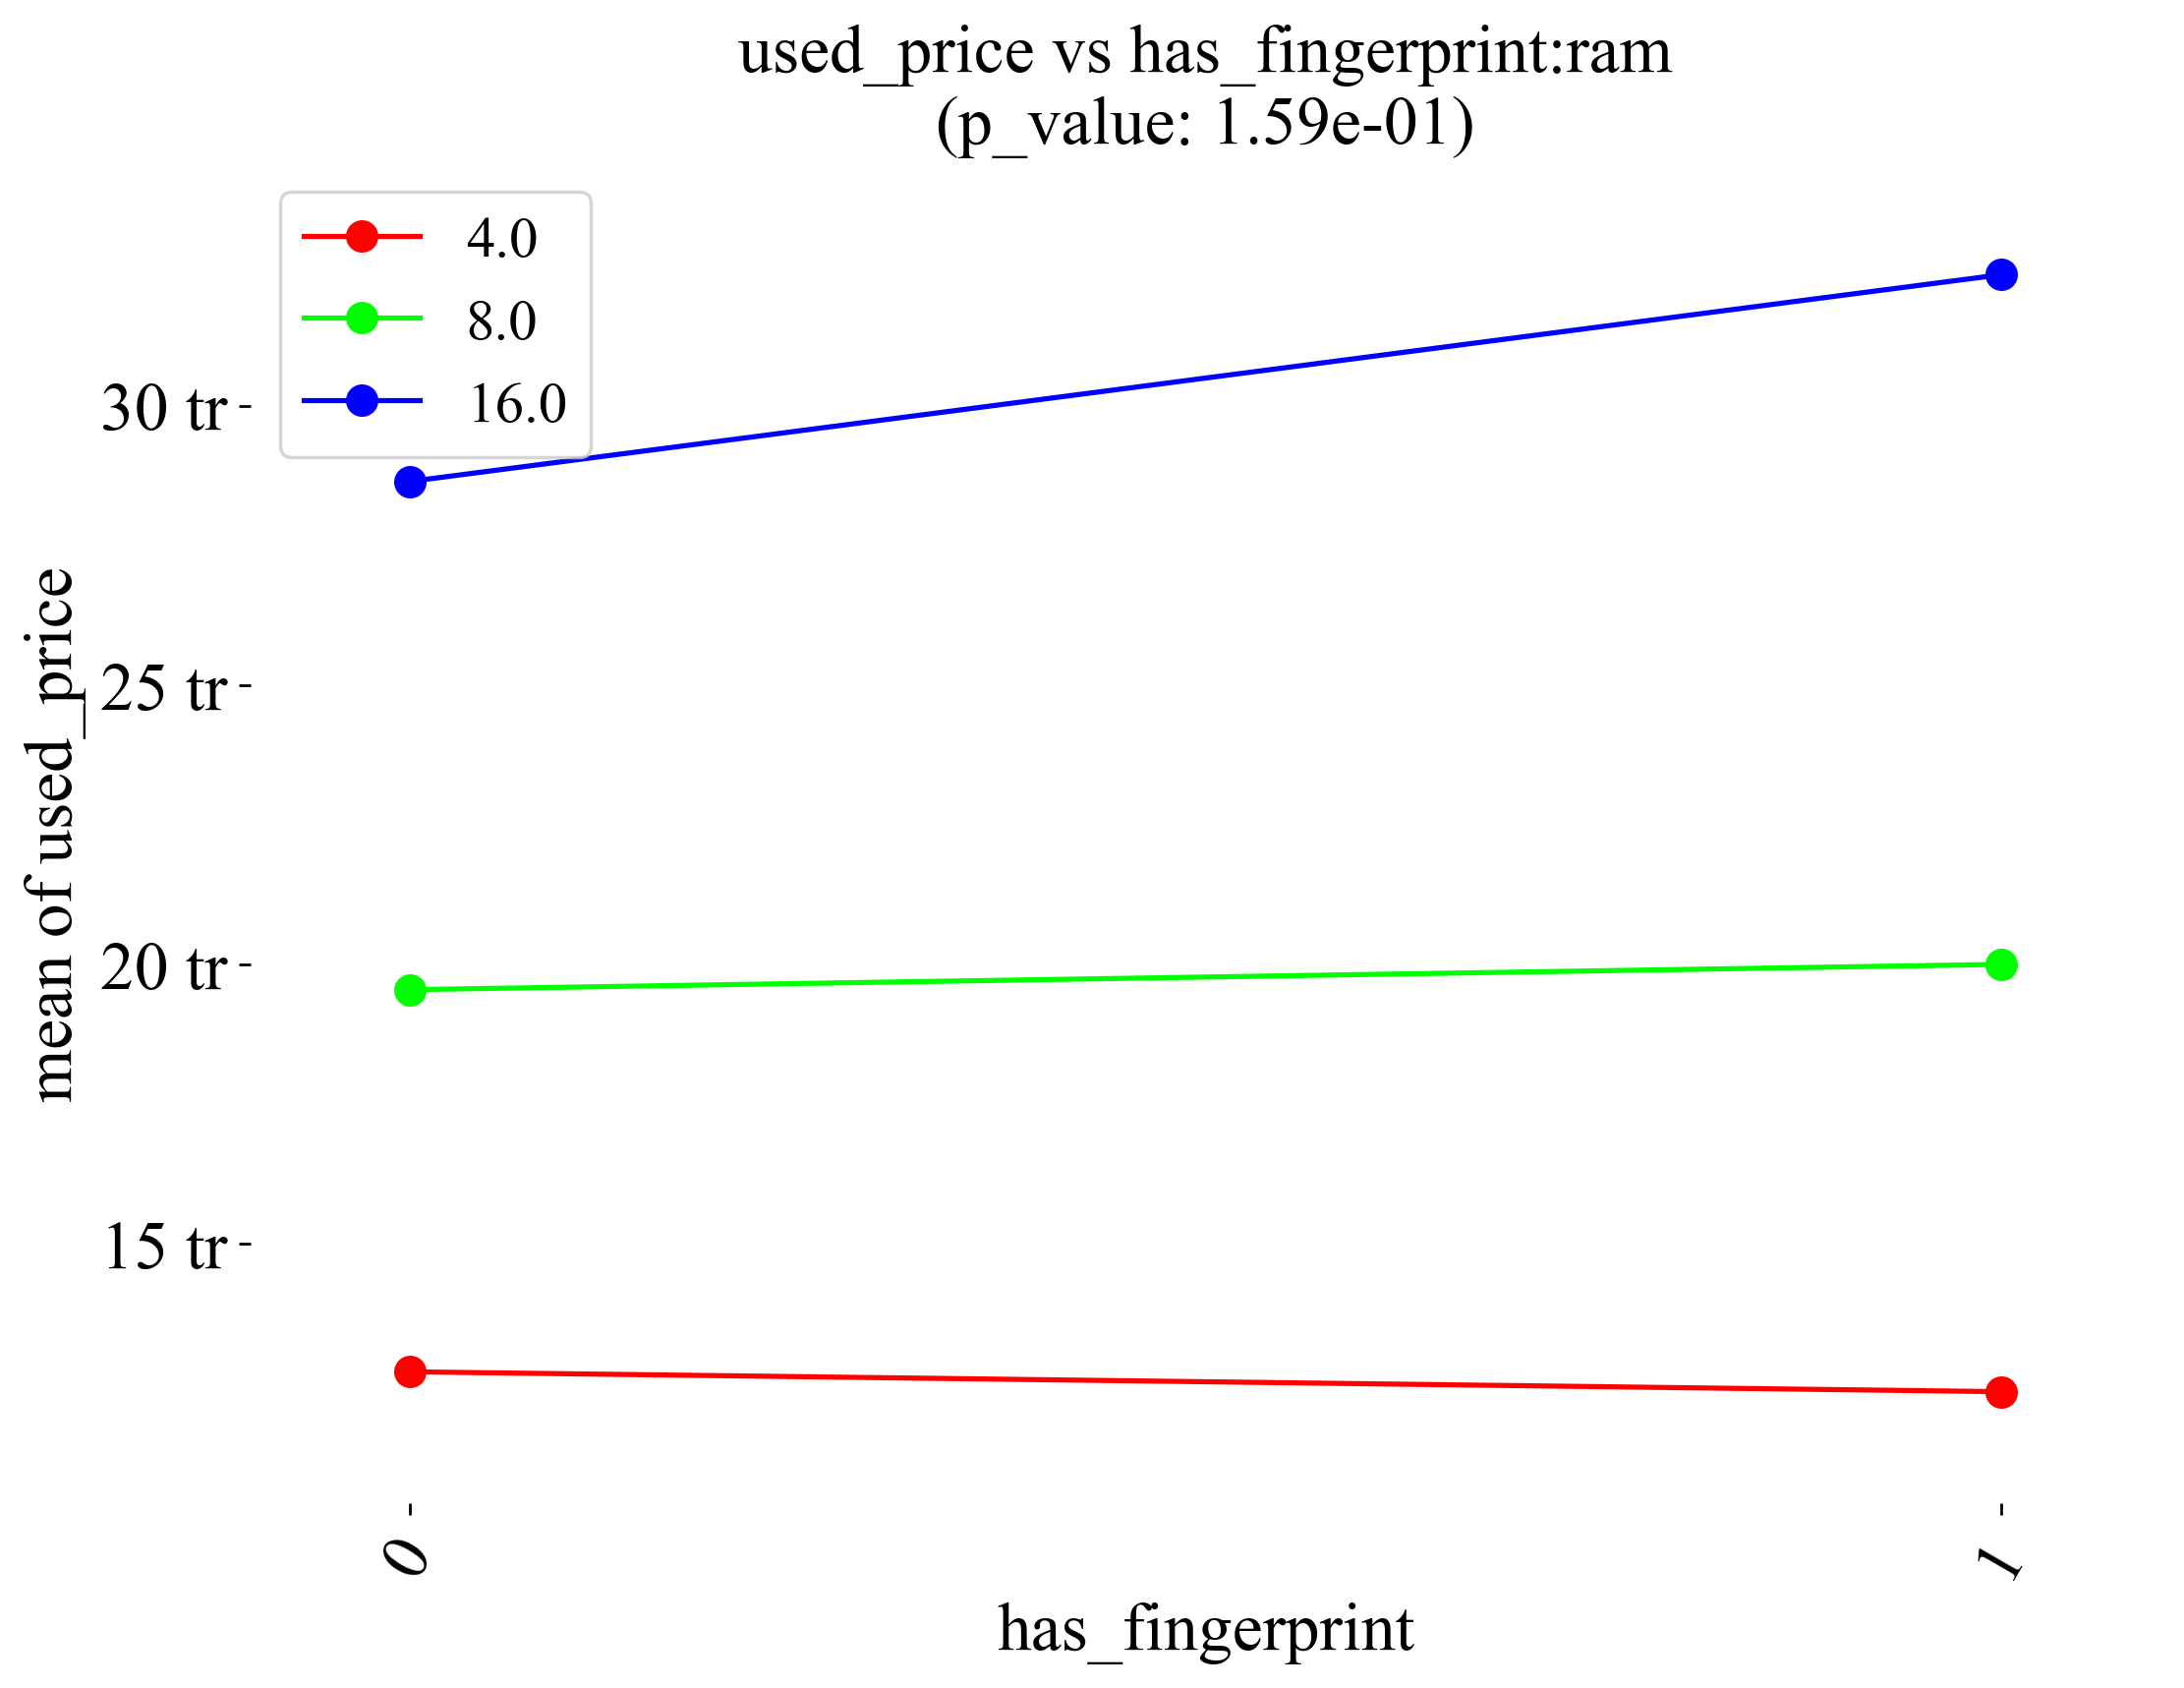 used_price vs has_fingerprint:ram
(p_value: 1.59e-01)
4.0
8.0
16.0
30 tr
25 tr
20 tr
15 tr
mean of used_price
0
1
has_fingerprint